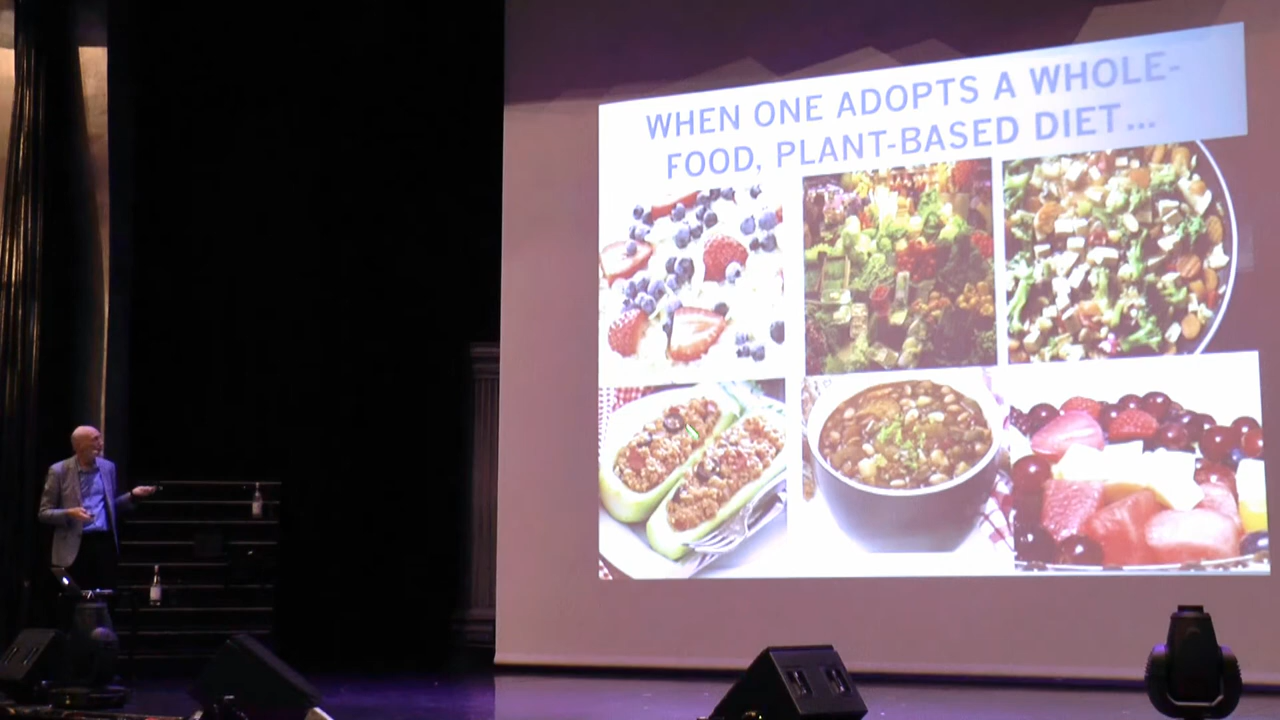 WHEN ONE ADOPTS A WHOLE-
FOOD, PLANT-BASED DIET...